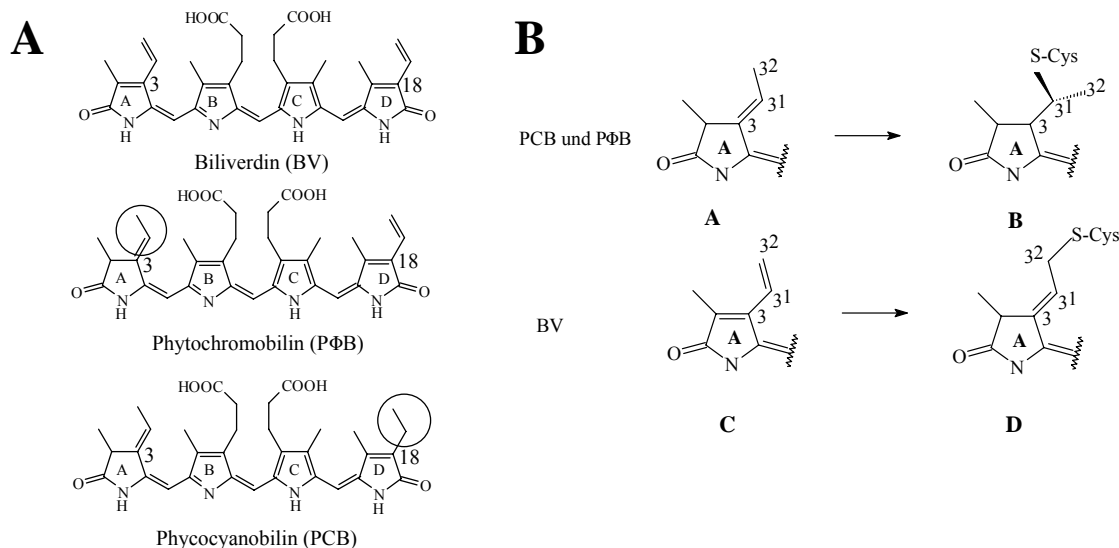 A
HOOC COOH
3 18
A B C D
O N H N N H N H O
Biliverdin (BV)
HOOC COOH
3 18
A B C D
O N H N N H N H O
Phytochromobilin (PΦB)
HOOC COOH
3 18
A B C D
O N H N N H N H O
Phycocyanobilin (PCB)
B
PCB und PΦB
32
31
3
A
O N
A
S-Cys
32
31
3
A
O N
B
BV
32
31
3
A
O N
C
S-Cys
32
31
3
A
O N
D